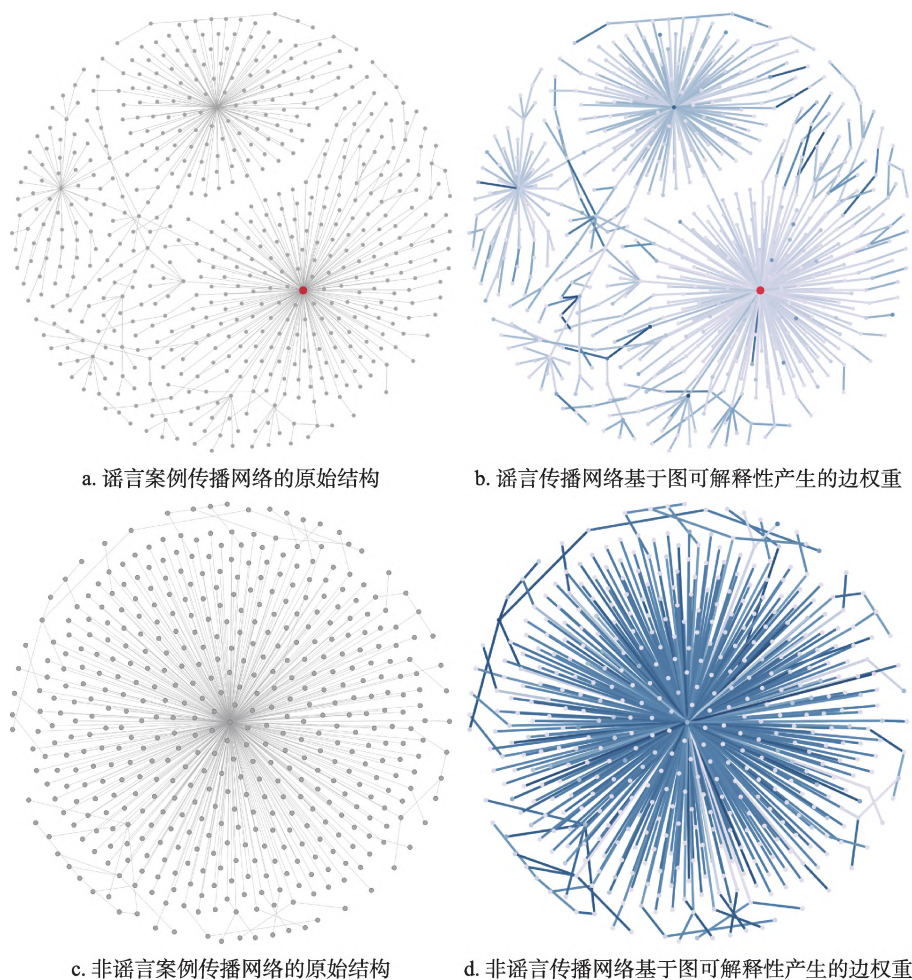 a. 谣言案例传播网络的原始结构
b. 谣言传播网络基于图可解释性产生的边权重
c. 非谣言案例传播网络的原始结构
d. 非谣言传播网络基于图可解释性产生的边权重